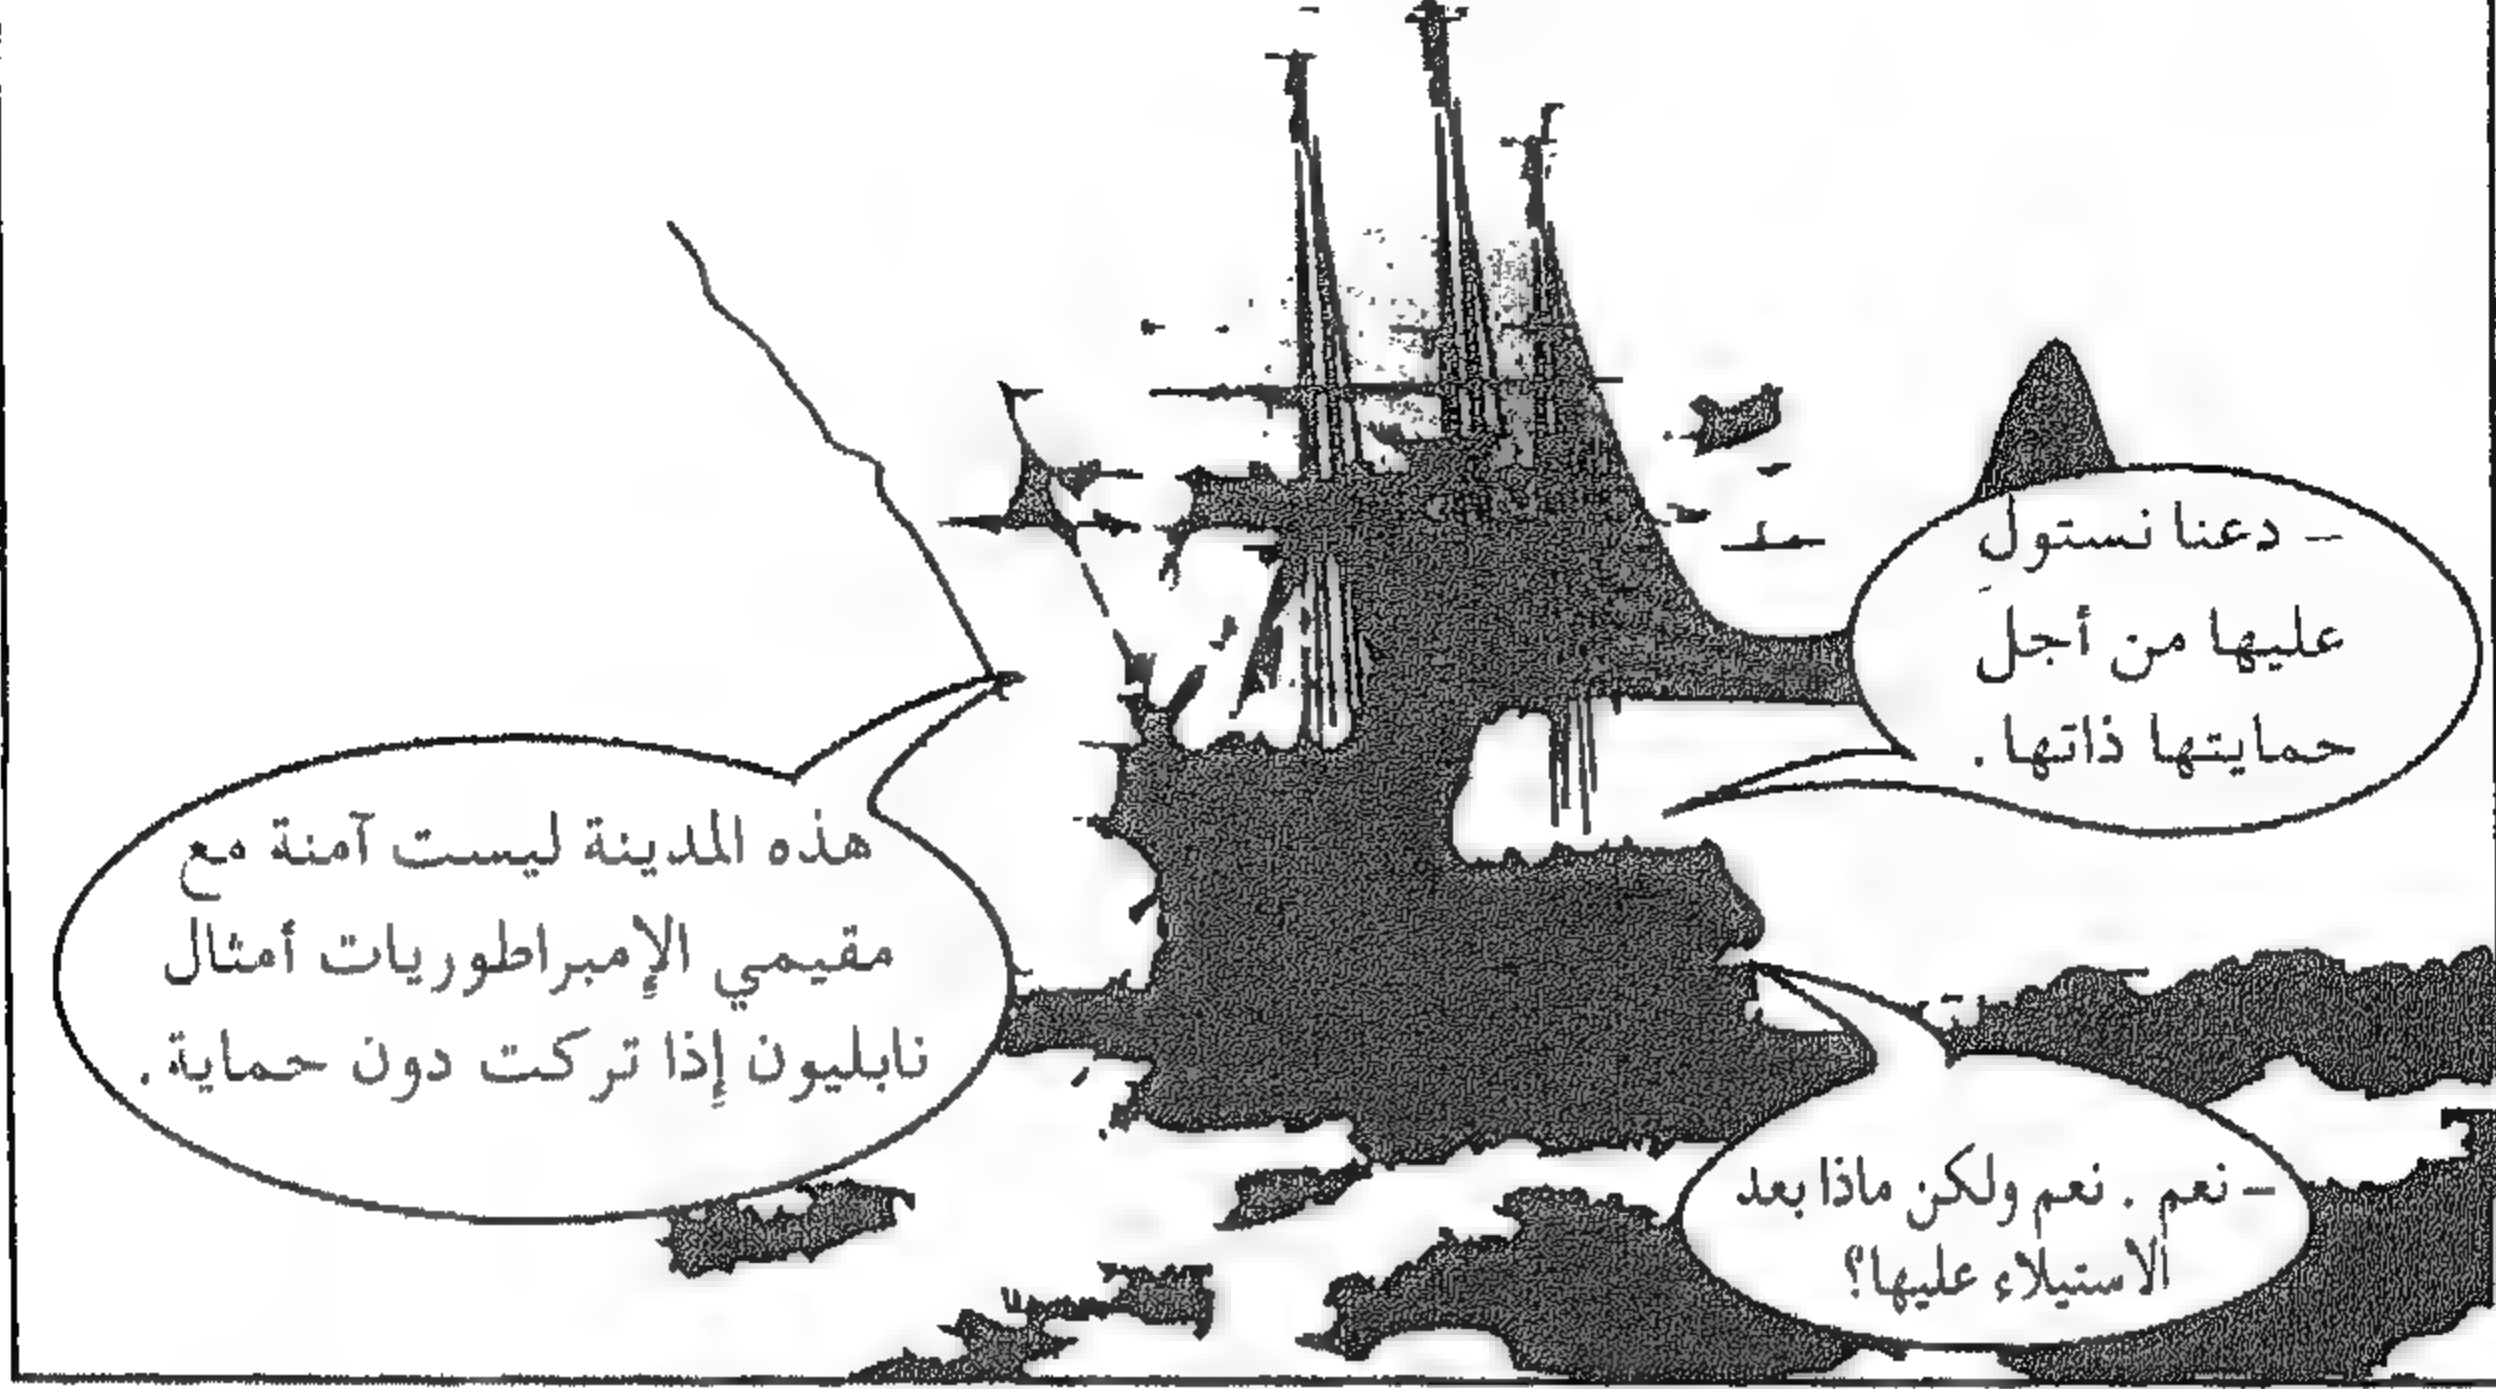 – دعنا نستولِ
عليها من أجل
حمايتها ذاتها.
هذه المدينة ليست آمنة مع
مقيمي الإمبراطوريات أمثال
نابليون إذا تركت دون حماية.
– نعم. نعم ولكن ماذا بعد
الاستيلاء عليها؟